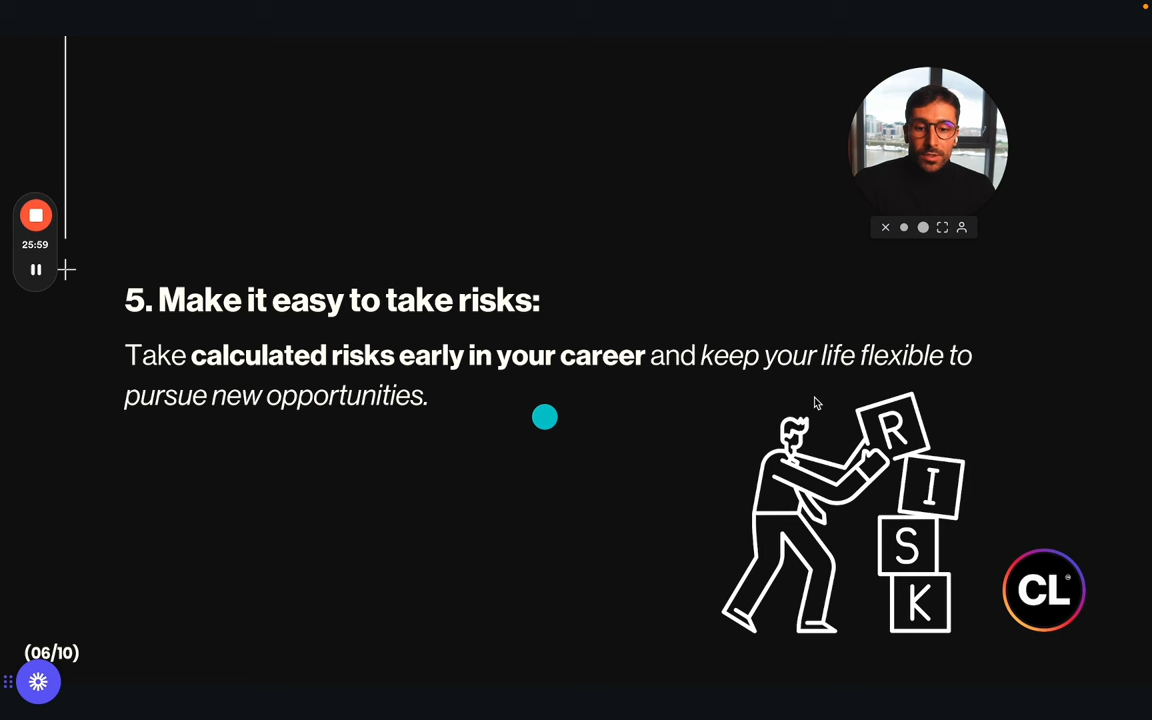 25:59
5. Make it easy to take risks:
Take calculated risks early in your career and keep your life flexible to
pursue new opportunities.
R
I
S
K
CL
(06/10)